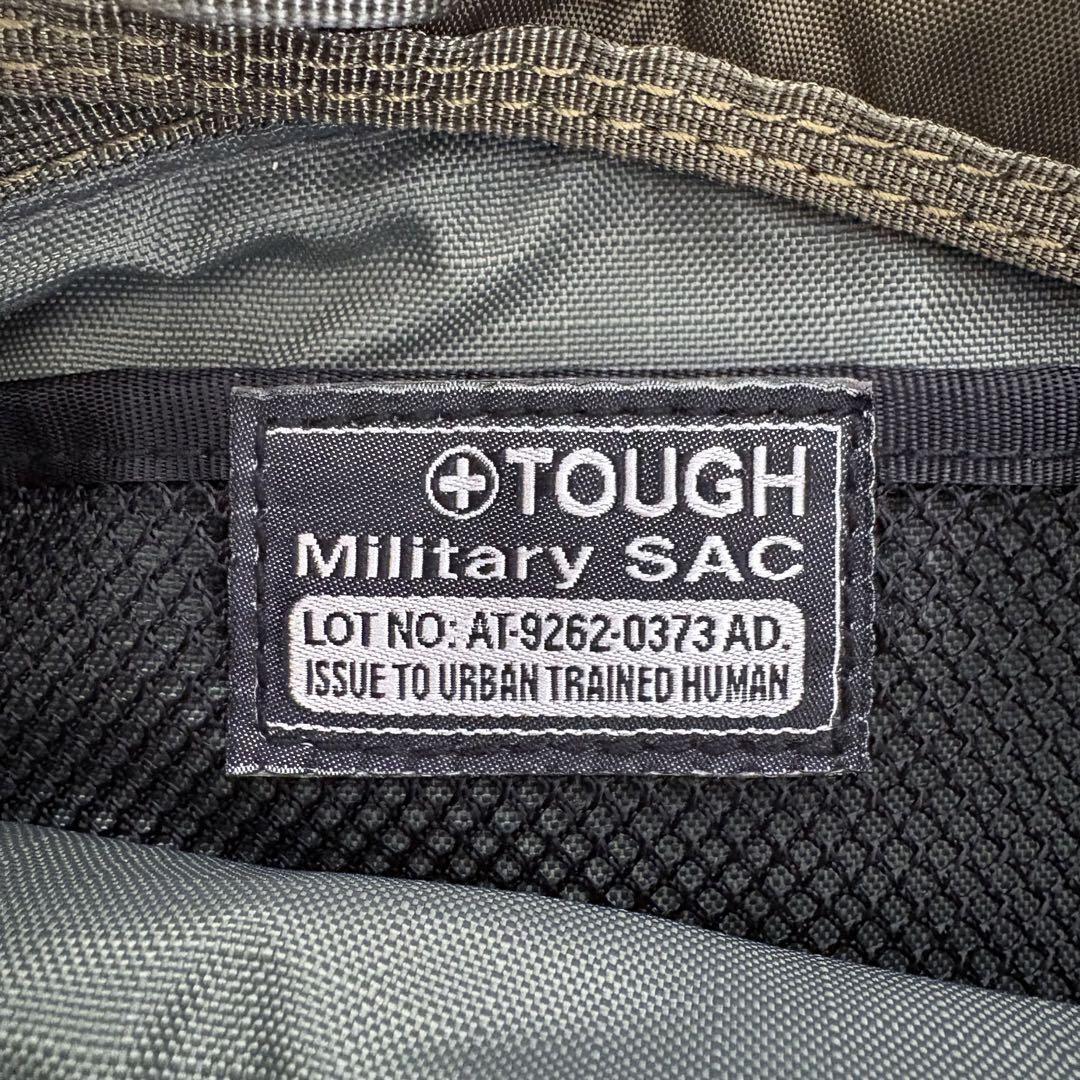 TOUGH
Military SAC
LOT NO: AT-9262-0373 AD.
ISSUE TO URBAN TRAINED HUMAN